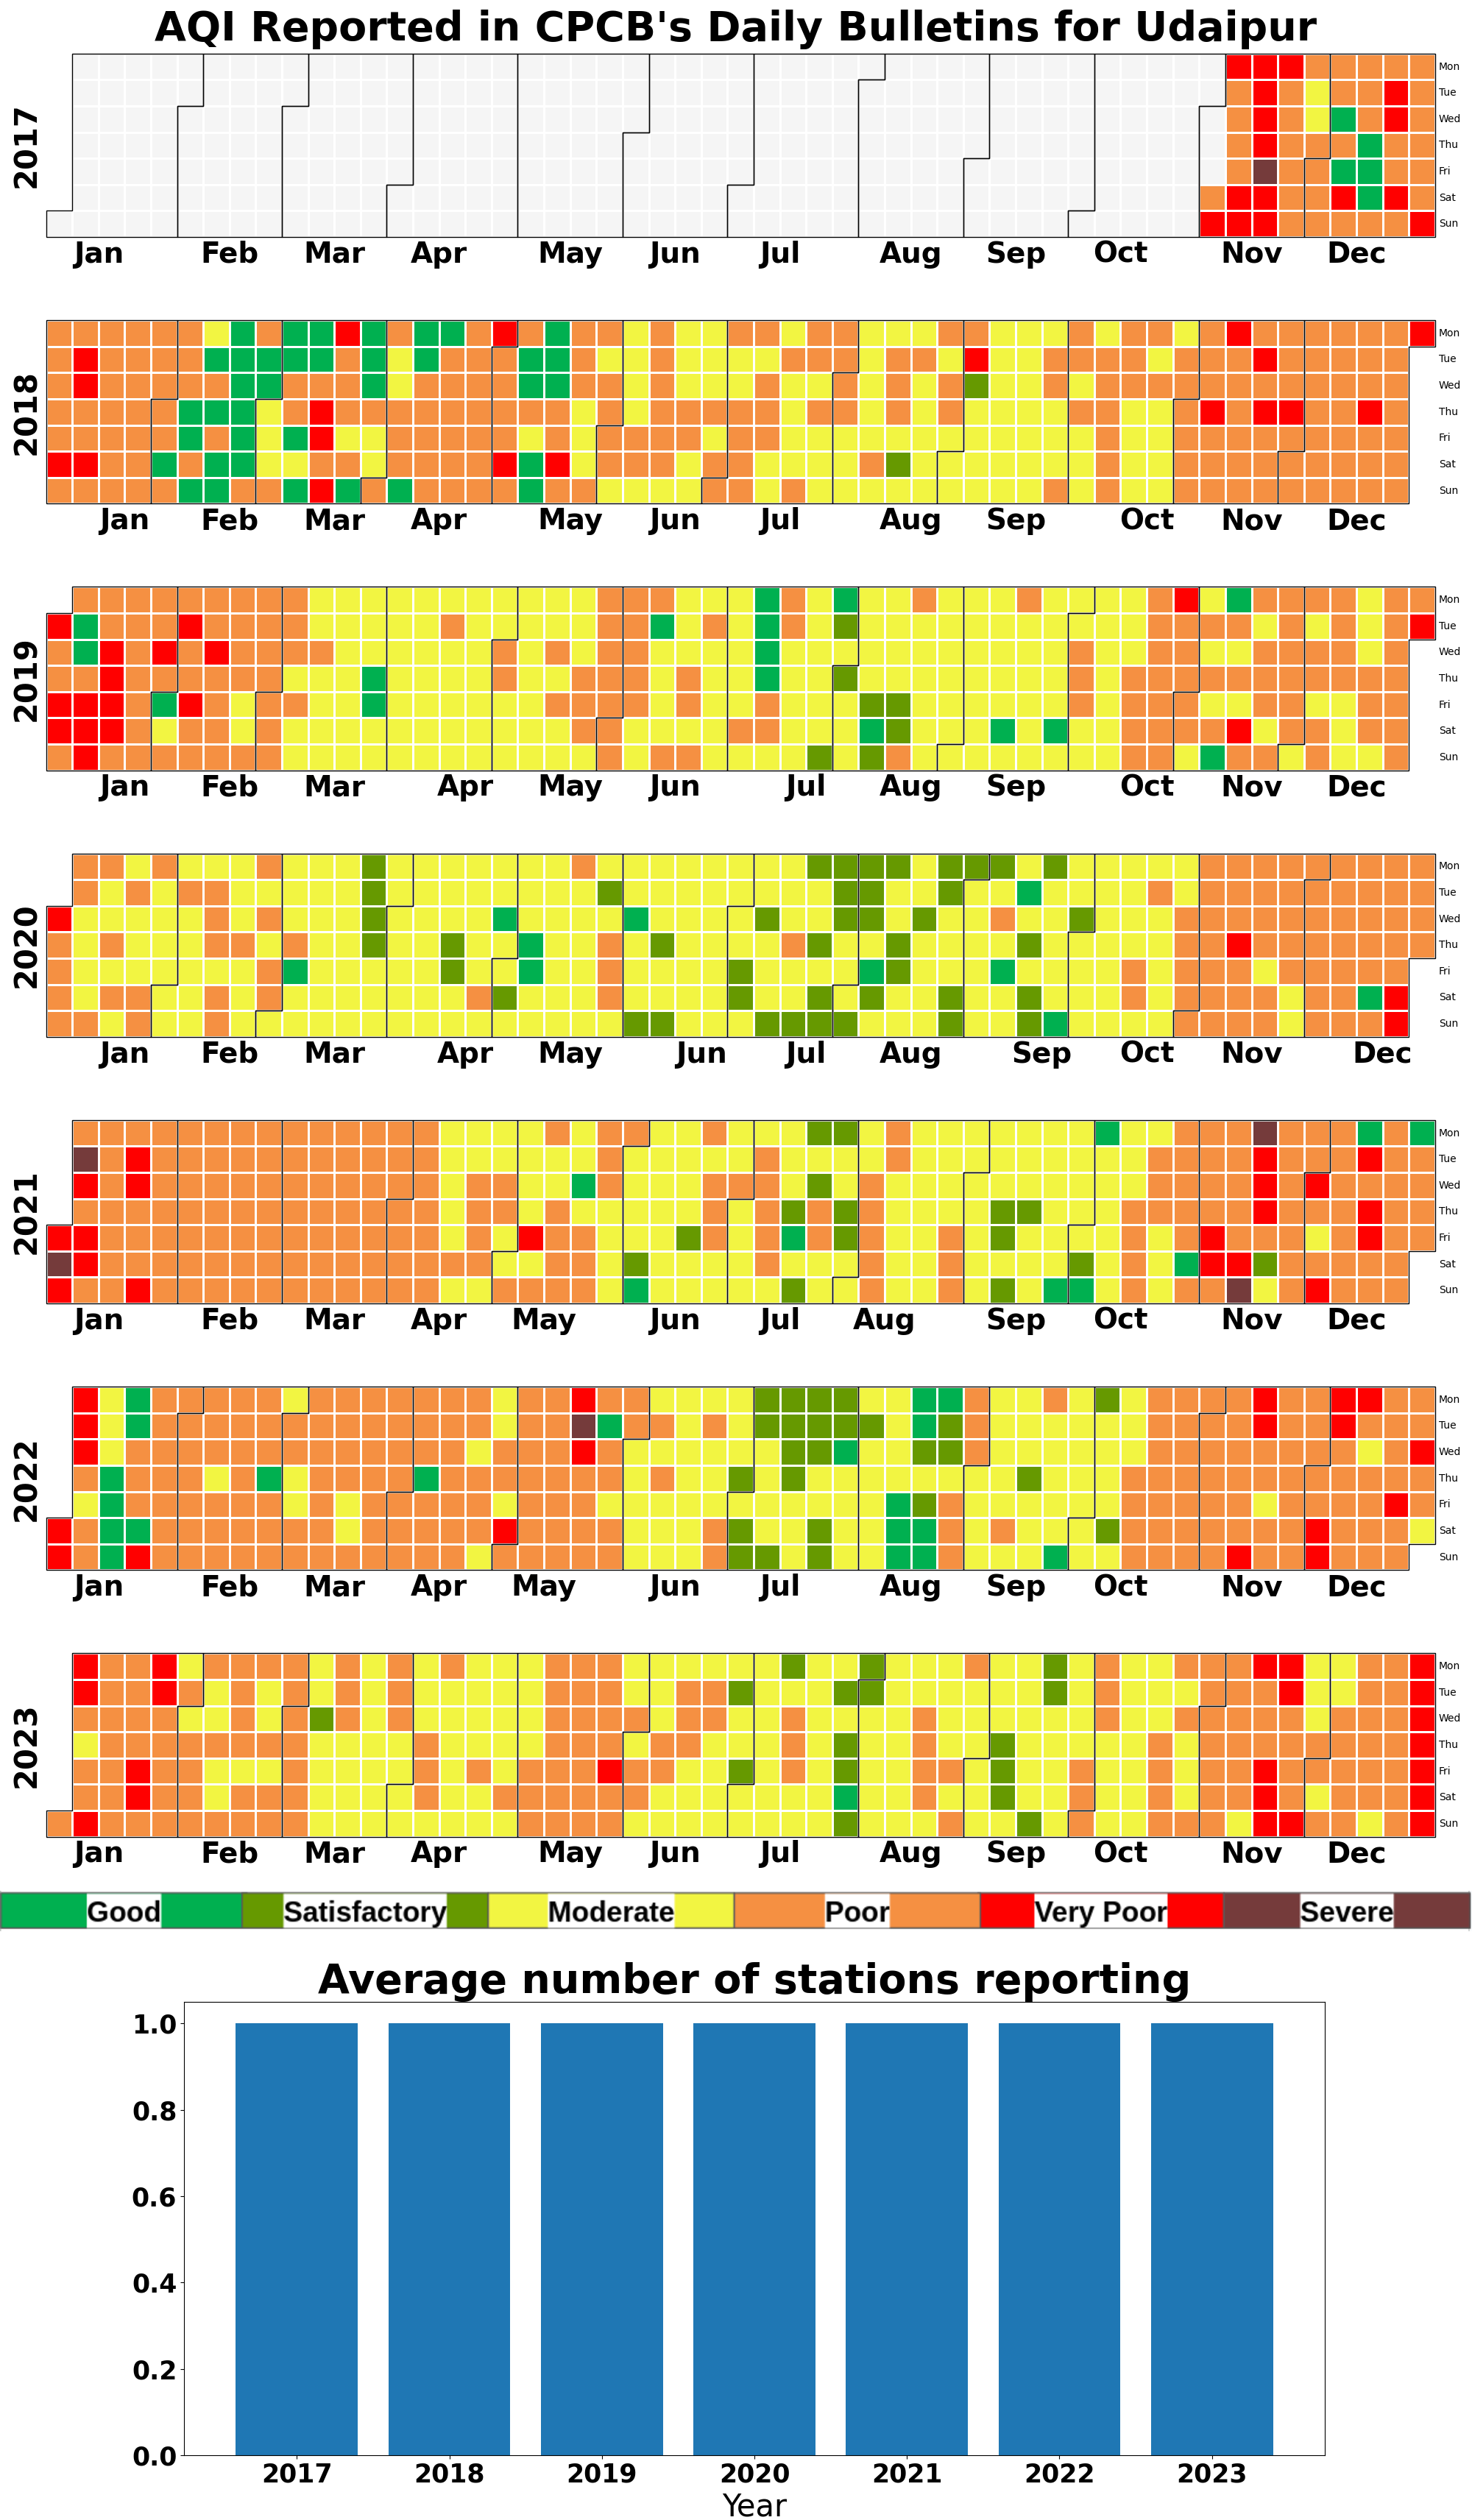 AQI Reported in CPCB's Daily Bulletins for Udaipur
2017
Mon
Tue
Wed
Thu
Fri
Sat
Sun
Jan Feb Mar Apr May Jun Jul Aug Sep Oct Nov Dec
2018
Mon
Tue
Wed
Thu
Fri
Sat
Sun
Jan Feb Mar Apr May Jun Jul Aug Sep Oct Nov Dec
2019
Mon
Tue
Wed
Thu
Fri
Sat
Sun
Jan Feb Mar Apr May Jun Jul Aug Sep Oct Nov Dec
2020
Mon
Tue
Wed
Thu
Fri
Sat
Sun
Jan Feb Mar Apr May Jun Jul Aug Sep Oct Nov Dec
2021
Mon
Tue
Wed
Thu
Fri
Sat
Sun
Jan Feb Mar Apr May Jun Jul Aug Sep Oct Nov Dec
2022
Mon
Tue
Wed
Thu
Fri
Sat
Sun
Jan Feb Mar Apr May Jun Jul Aug Sep Oct Nov Dec
2023
Mon
Tue
Wed
Thu
Fri
Sat
Sun
Jan Feb Mar Apr May Jun Jul Aug Sep Oct Nov Dec
Good Satisfactory Moderate Poor Very Poor Severe
Average number of stations reporting
1.0
0.8
0.6
0.4
0.2
0.0
2017 2018 2019 2020 2021 2022 2023
Year